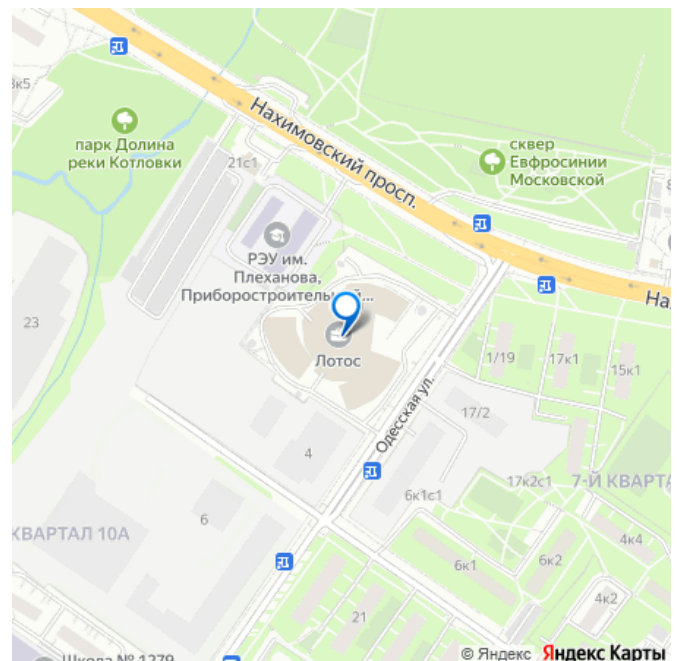 8к5
парк Долина
реки Котловки
21с1
Нахимовский просп.
сквер
Евфросинии
Московской
РЭУ им.
Плеханова,
Приборостроительный...
23
Лотос
1/19
17к1
15к1
Одесская ул.
17/2
4
6к1с1
17к2с1
7-Й КВАРТА
6
КВАРТАЛ 10А
6к1
6к2
4к4
4к2
21
Школа № 1279
© Яндекс Яндекс Карты